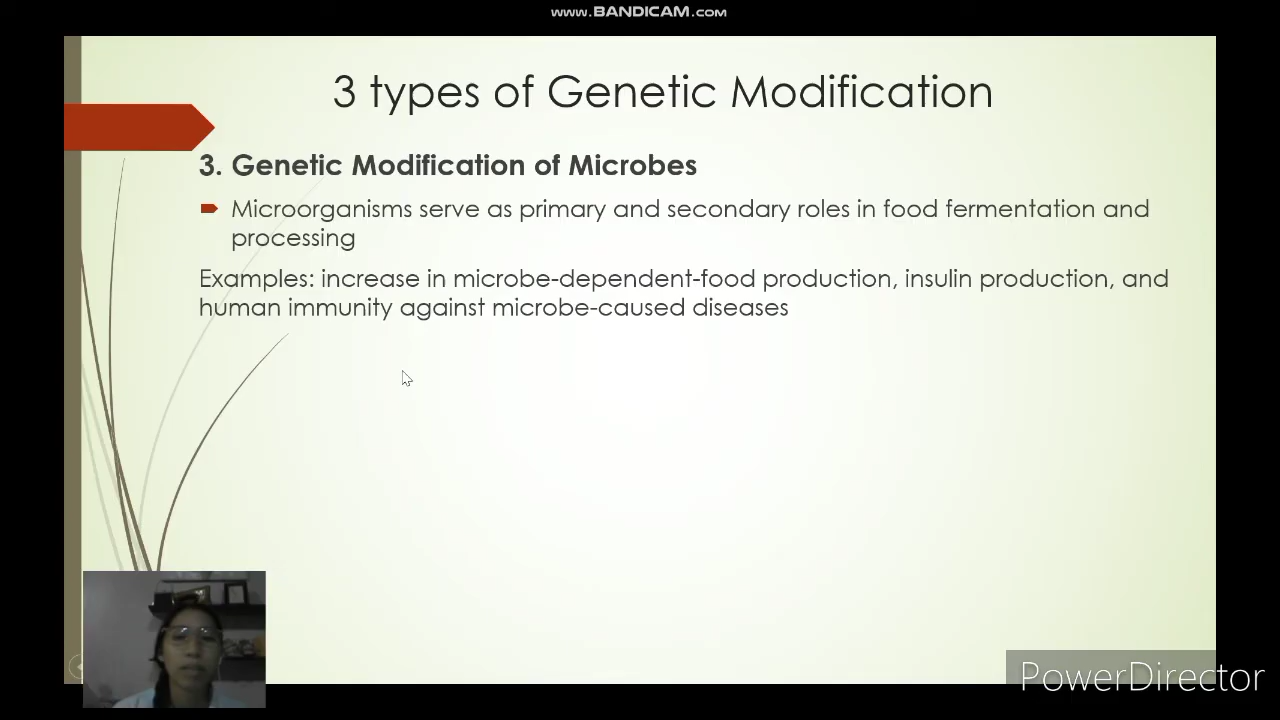 www.BANDICAM.com
3 types of Genetic Modification
3. Genetic Modification of Microbes
Microorganisms serve as primary and secondary roles in food fermentation and
processing
Examples: increase in microbe-dependent-food production, insulin production, and
human immunity against microbe-caused diseases
PowerDirector